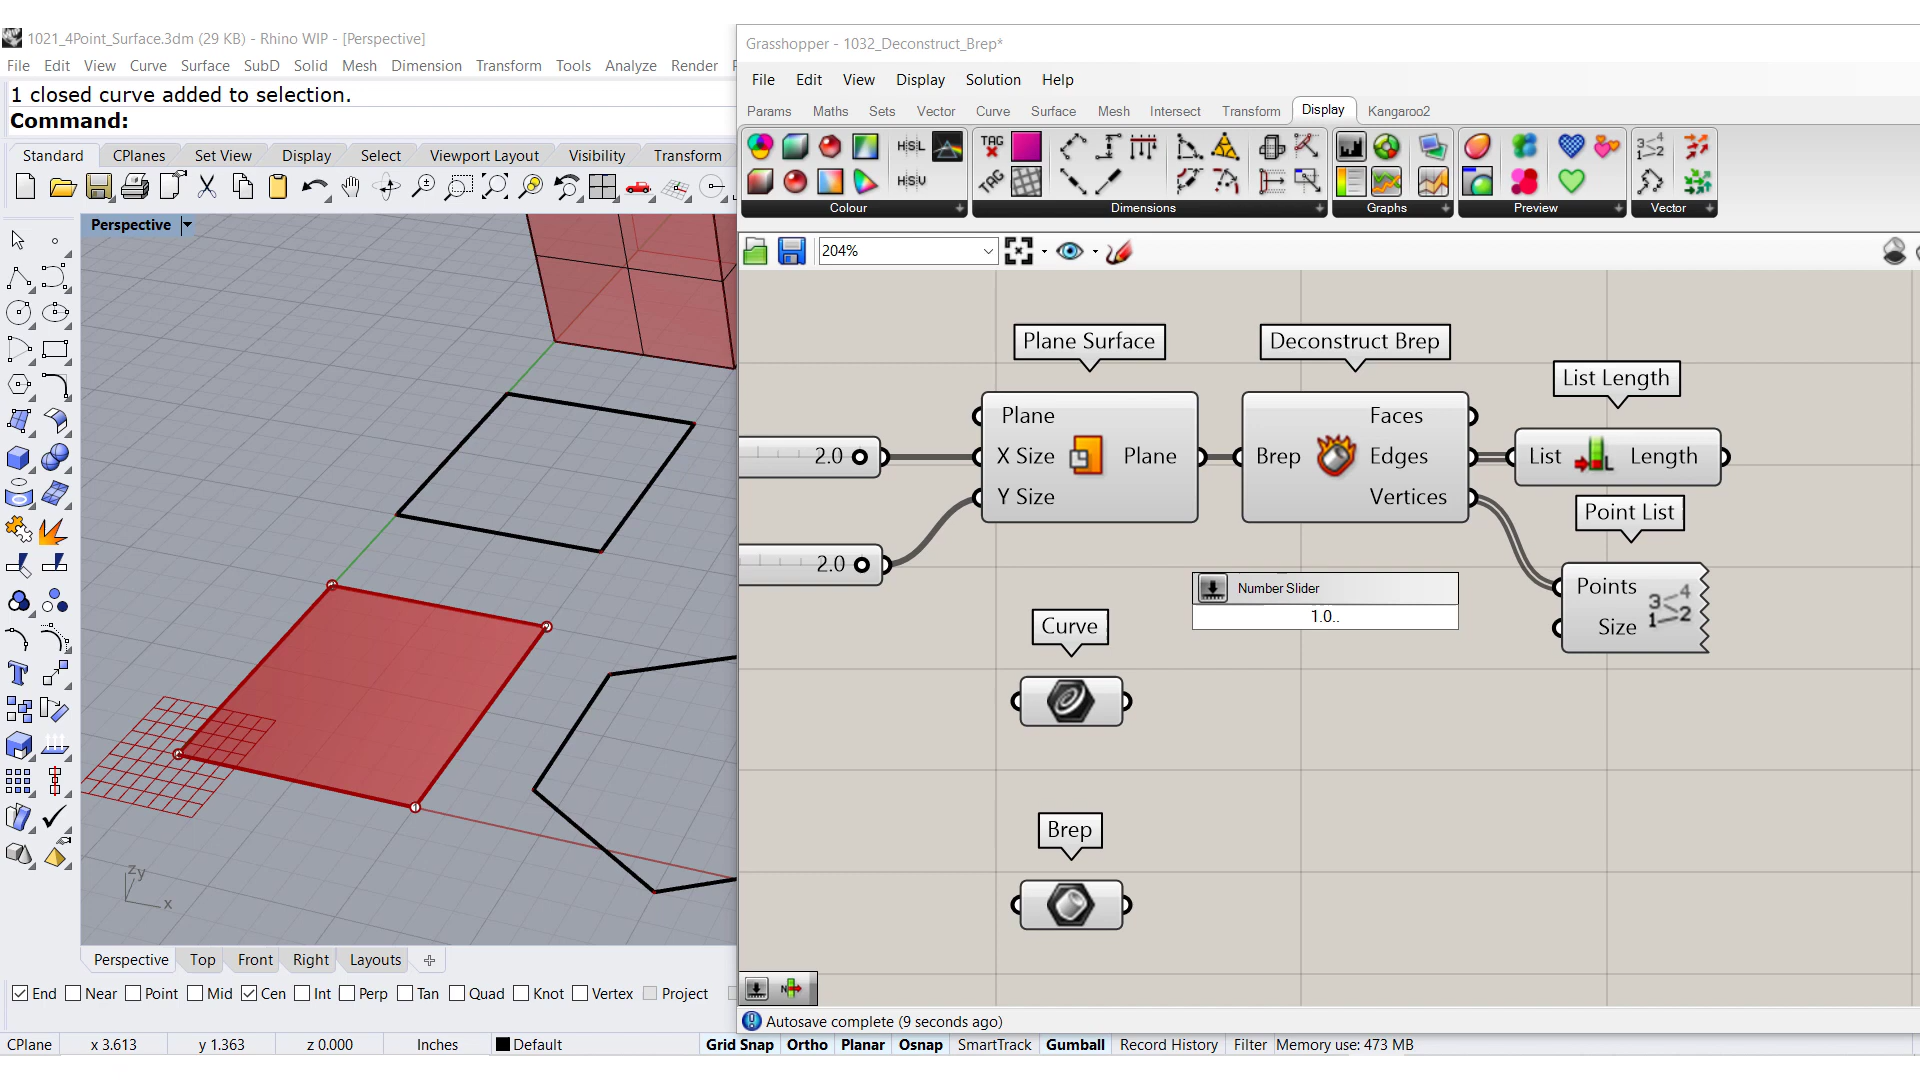 1021_4Point_Surface.3dm (29 KB) - Rhino WIP - [Perspective]
File Edit View Curve Surface SubD Solid Mesh Dimension Transform Tools Analyze Render
1 closed curve added to selection.
Command:
Standard CPlanes Set View Display Select Viewport Layout Visibility Transform
Perspective
Grasshopper - 1032_Deconstruct_Brep*
File Edit View Display Solution Help
Params Maths Sets Vector Curve Surface Mesh Intersect Transform Display Kangaroo2
H·S·L
TAG
H·S·V
TAG
Colour Dimensions Graphs Preview Vector
204%
Plane Surface
Deconstruct Brep
List Length
Plane
X Size
Y Size
Plane
Brep
Faces
Edges
Vertices
List
Length
2.0
2.0
Point List
Points
Size
3 4
1 2
Number Slider
1.0..
Curve
Brep
zy
x
Perspective Top Front Right Layouts
End Near Point Mid Cen Int Perp Tan Quad Knot Vertex Project
Autosave complete (9 seconds ago)
CPlane x 3.613 y 1.363 z 0.000 Inches Default Grid Snap Ortho Planar Osnap SmartTrack Gumball Record History Filter Memory use: 473 MB